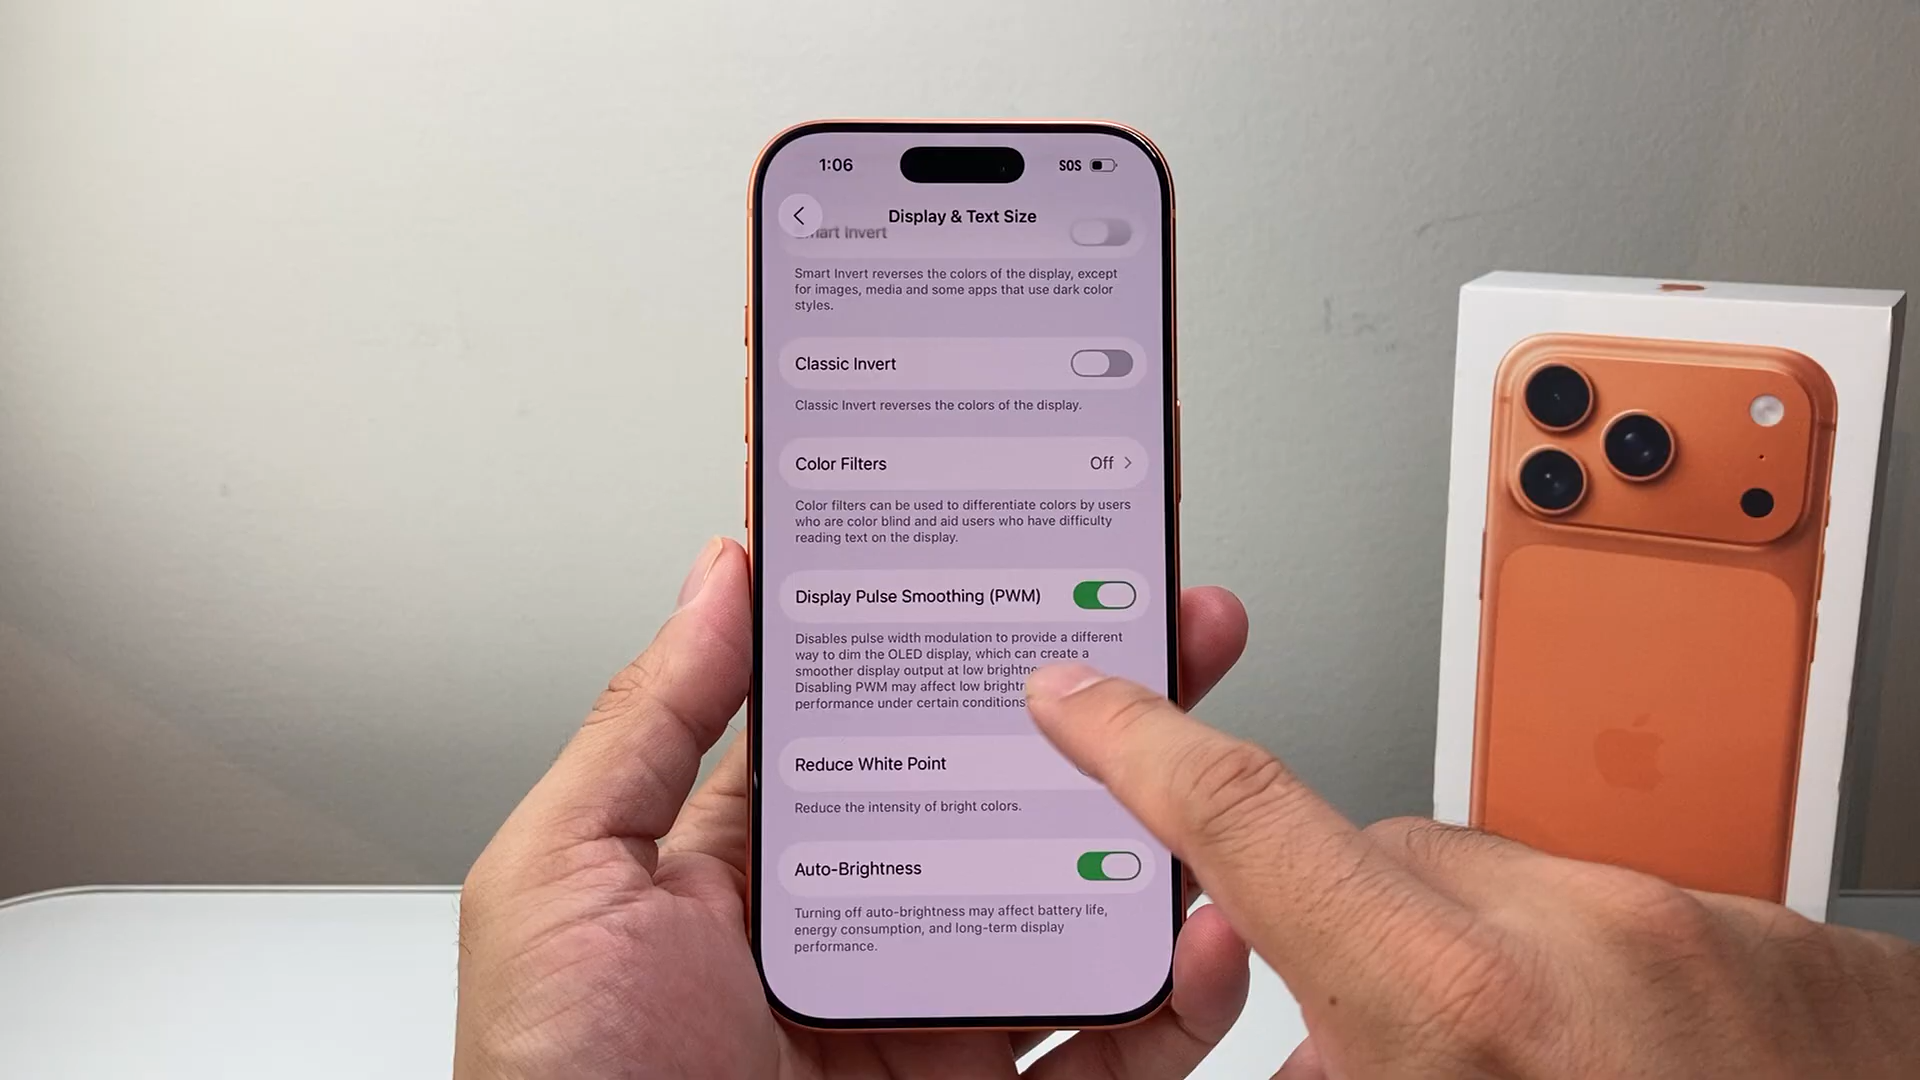 1:06
SOS
Display & Text Size
Smart Invert
Smart Invert reverses the colors of the display, except
for images, media and some apps that use dark color
styles.
Classic Invert
Classic Invert reverses the colors of the display.
Color Filters
Off
Color filters can be used to differentiate colors by users
who are color blind and aid users who have difficulty
reading text on the display.
Display Pulse Smoothing (PWM)
Disables pulse width modulation to provide a different
way to dim the OLED display, which can create a
smoother display output at low
Disabling PWM may affect low
performance under certain conditions
Reduce White Point
Reduce the intensity of bright colors.
Auto-Brightness
Turning off auto-brightness may affect battery life,
energy consumption, and long-term display
performance.